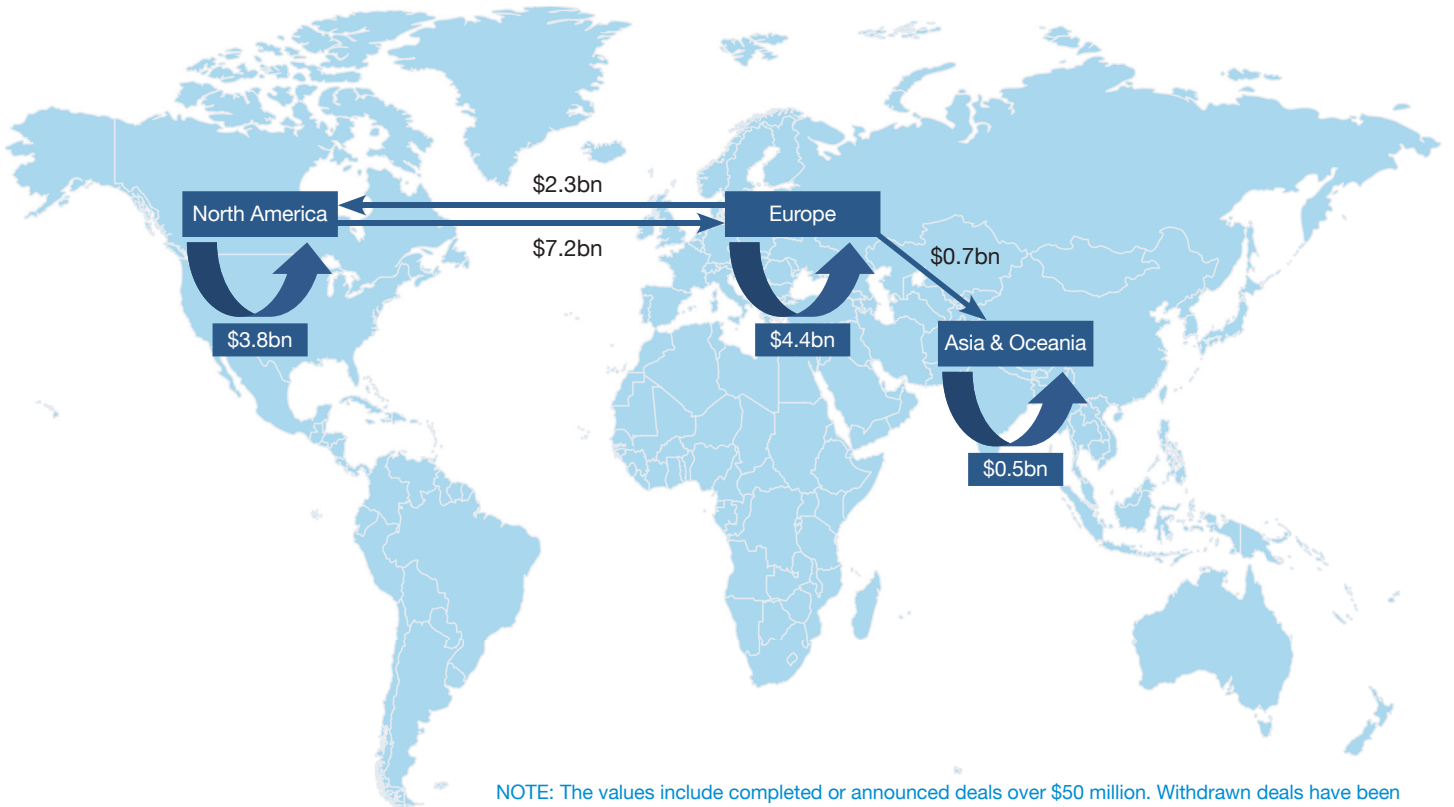 $2.3bn
North America
Europe
$7.2bn
$0.7bn
$3.8bn
$4.4bn
Asia & Oceania
$0.5bn
NOTE: The values include completed or announced deals over $50 million. Withdrawn deals have been